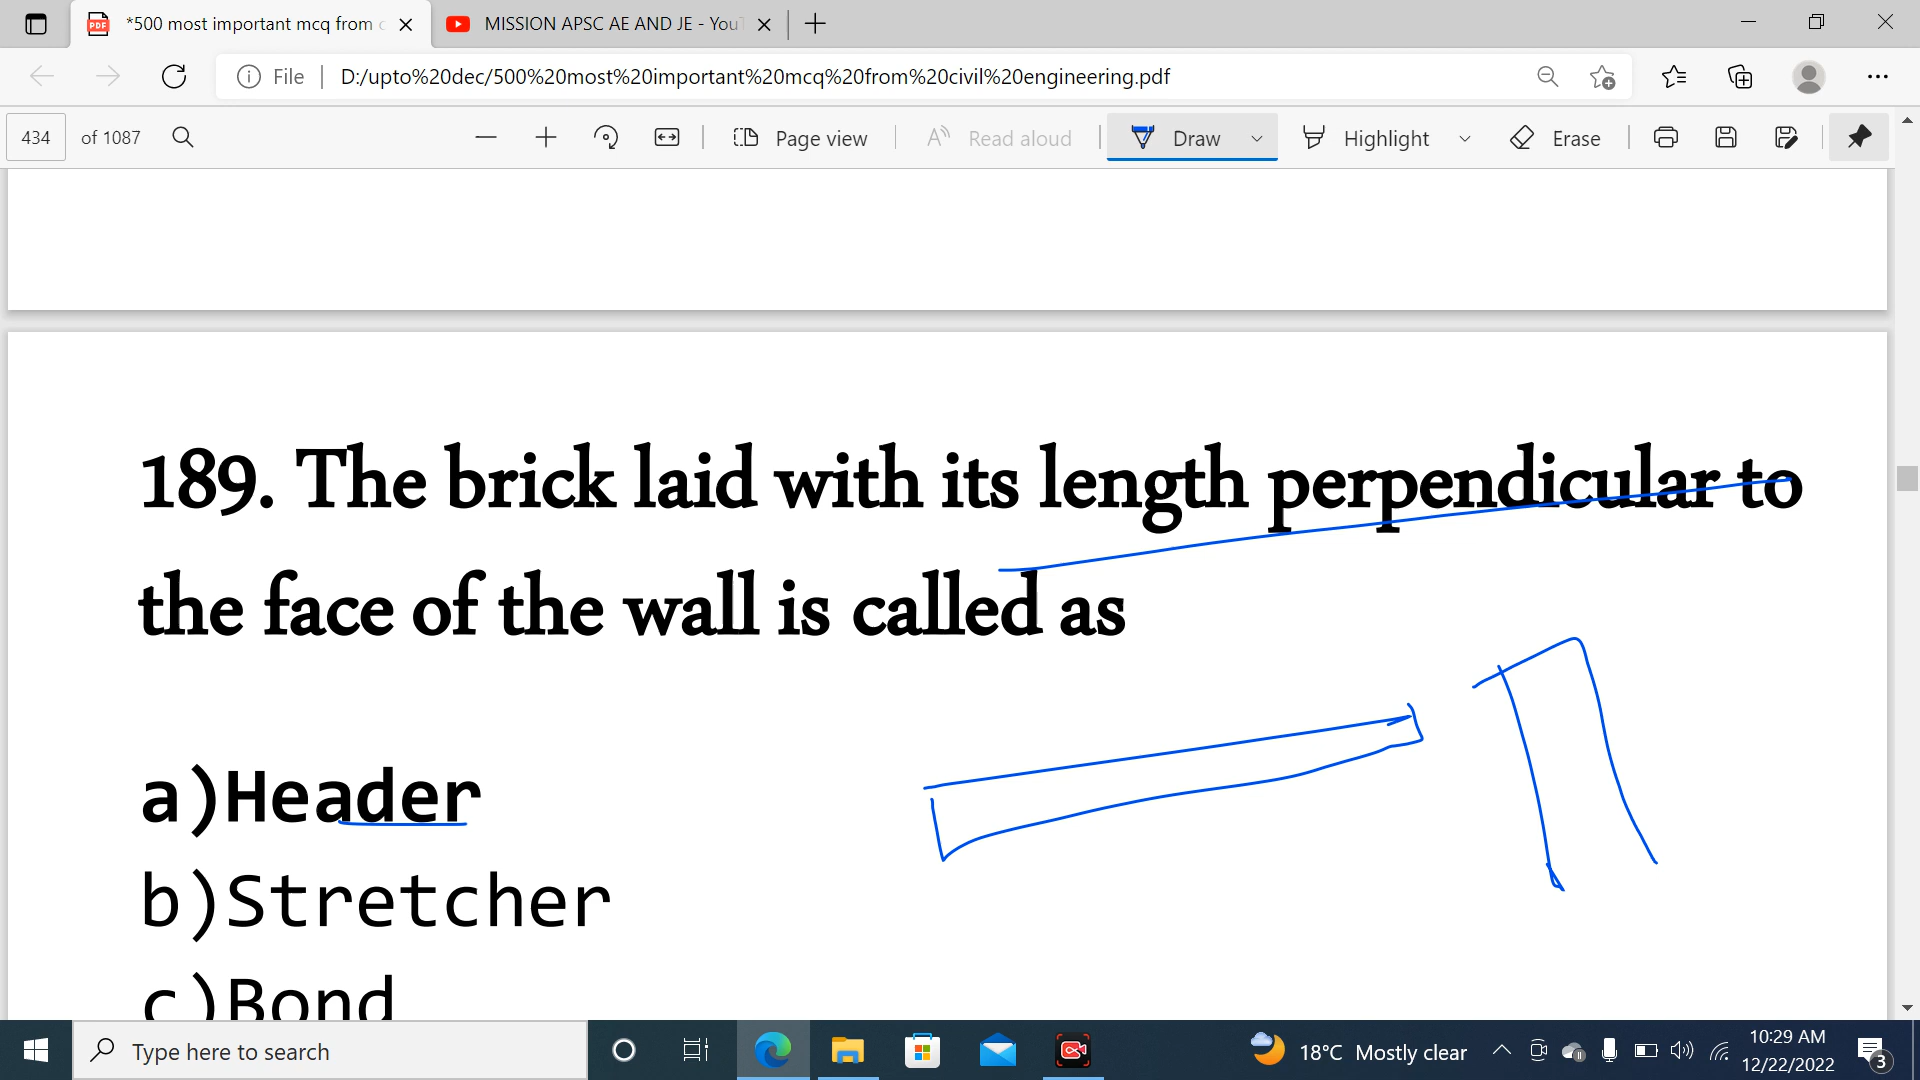 *500 most important mcq from c
MISSION APSC AE AND JE - YouT
File
D:/upto%20dec/500%20most%20important%20mcq%20from%20civil%20engineering.pdf
434 of 1087
Page view
Read aloud
Draw
Highlight
Erase
189. The brick laid with its length perpendicular to
the face of the wall is called as
a)Header
b)Stretcher
c)Bond
Type here to search
18°C Mostly clear
10:29 AM
12/22/2022
3